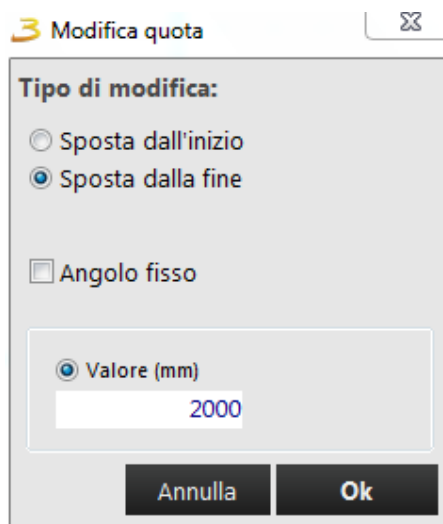 Modifica quota
Tipo di modifica:
Sposta dall'inizio
Sposta dalla fine
Angolo fisso
Valore (mm)
2000
Annulla
Ok